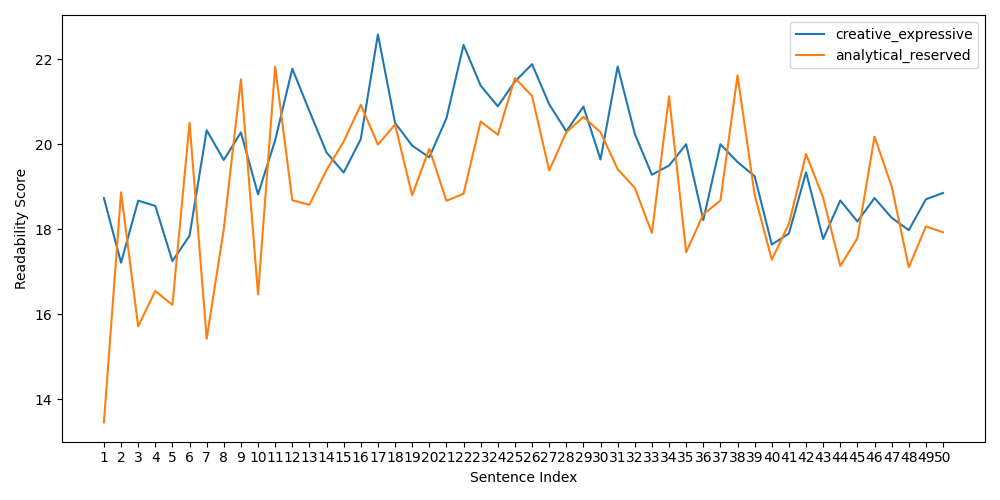 creative_expressive
analytical_reserved
Readability Score
22
20
18
16
14
1 2 3 4 5 6 7 8 9 10 11 12 13 14 15 16 17 18 19 20 21 22 23 24 25 26 27 28 29 30 31 32 33 34 35 36 37 38 39 40 41 42 43 44 45 46 47 48 49 50
Sentence Index